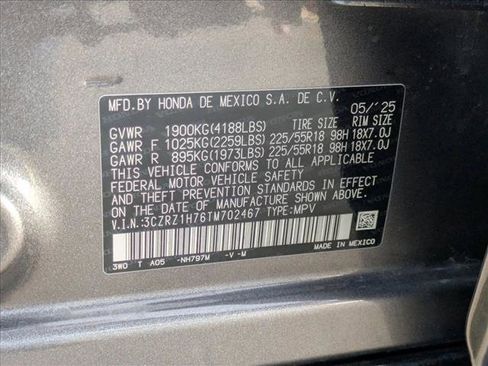 MFD.BY HONDA DE MEXICO S.A. DE C.V. 05/'25
GVWR 1900KG(4188LBS) TIRE SIZE RIM SIZE
GAWR F 1025KG(2259LBS) 225/55R18 98H 18X7.0J
GAWR R 895KG(1973LBS) 225/55R18 98H 18X7.0J
THIS VEHICLE CONFORMS TO ALL APPLICABLE
FEDERAL MOTOR VEHICLE SAFETY
AND THEFT PREVENTION STANDARDS IN EFFECT ON
THE DATE OF MANUFACTURE SHOWN ABOVE.
V.I.N.:3CZRZ1H76TM702467 TYPE:MPV
3W0 T A05 -NH797M -V -M
MADE IN MEXICO